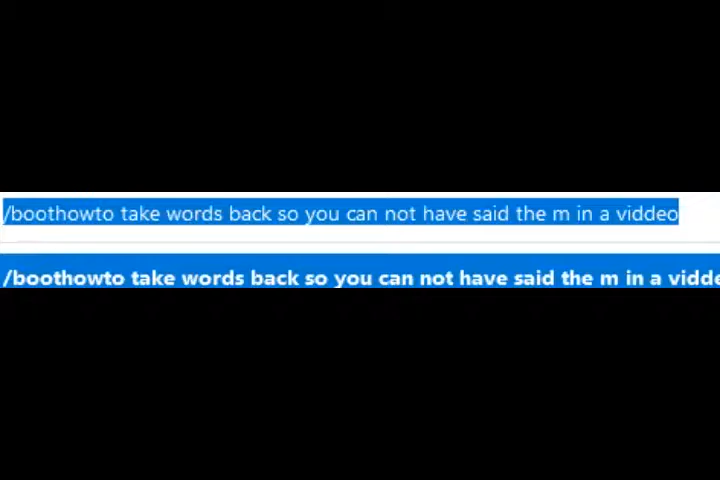 /boothowto take words back so you can not have said the m in a viddeo
/boothowto take words back so you can not have said the m in a vidde